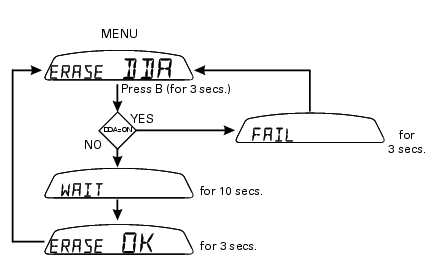 MENU
ERASE DDA
Press B (for 3 secs.)
YES
DDA=ON
NO
FAIL
for
3 secs.
WAIT
for 10 secs.
ERASE OK
for 3 secs.